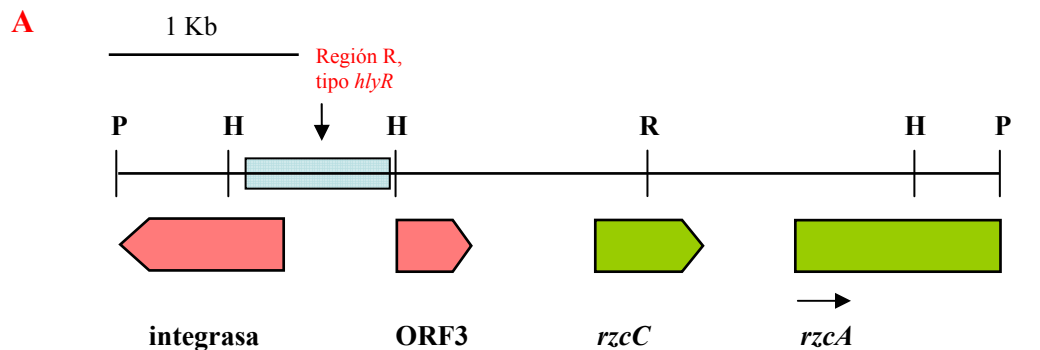 A
1 Kb
Región R,
tipo hlyR
P H H R H P
integrasa ORF3 rzcC rzcA